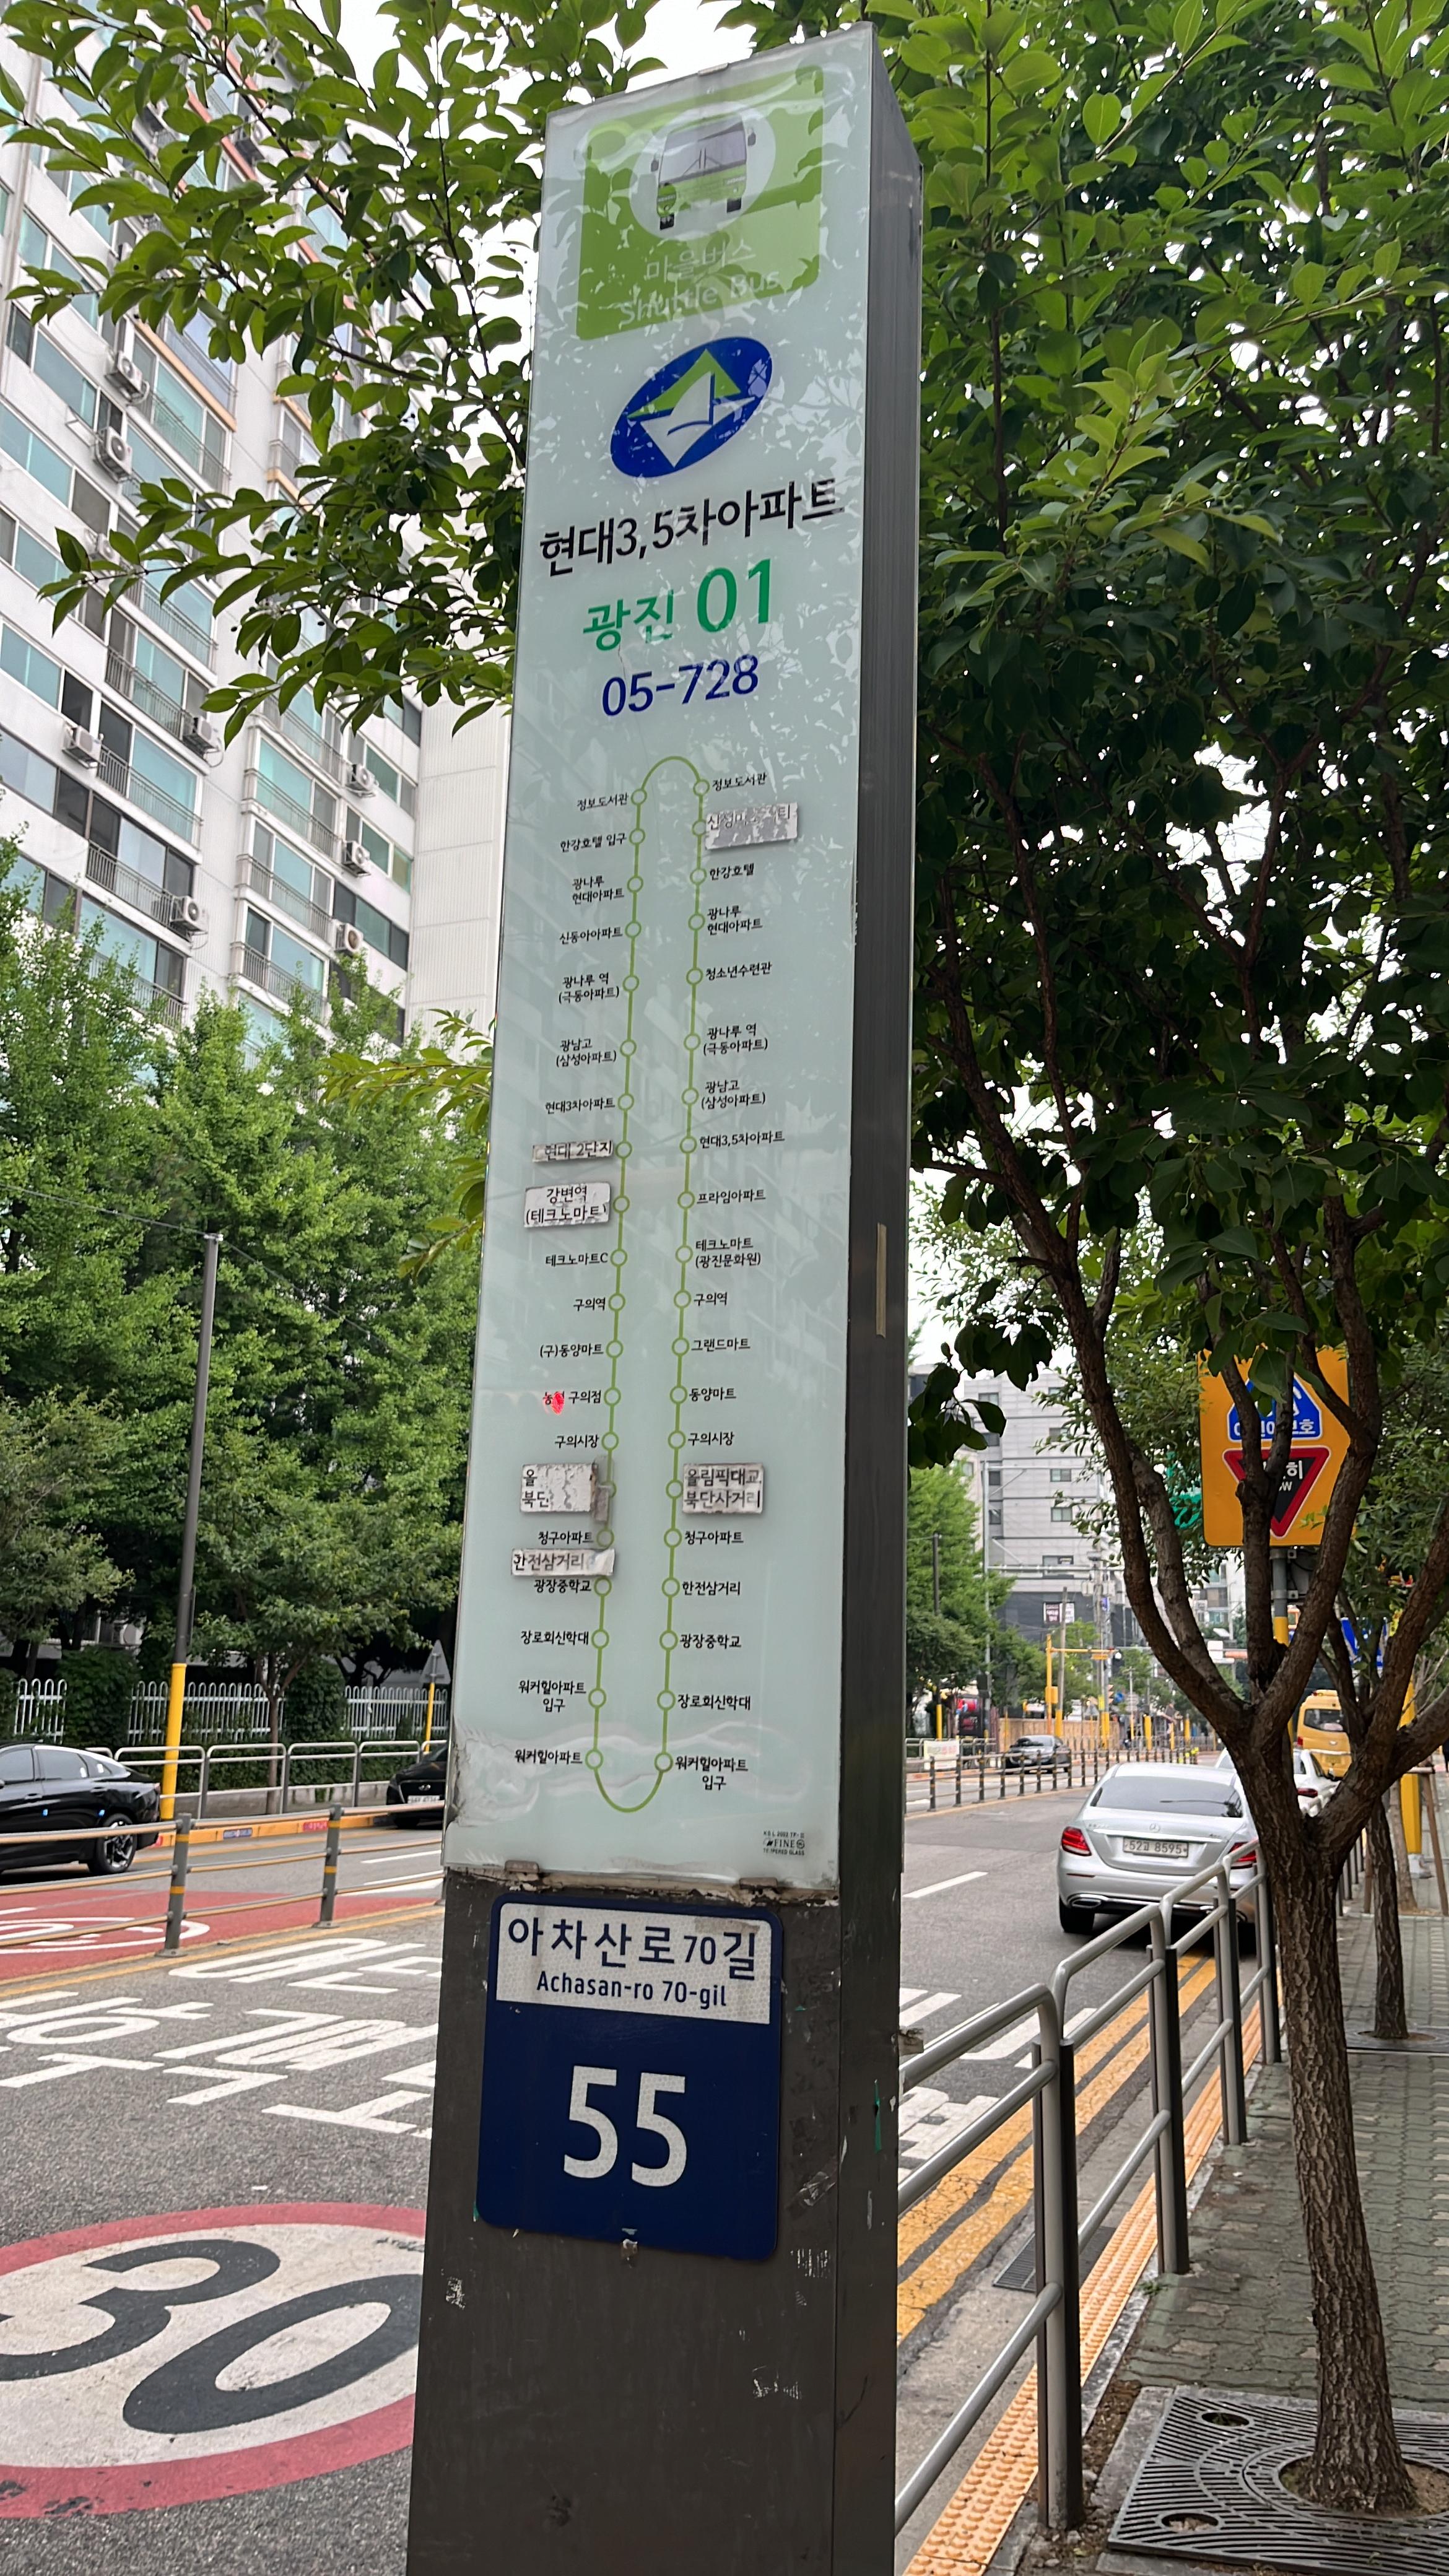 마을버스
Shuttle Bus
현대3,5차아파트
광진 01
05-728
정보도서관
한강호텔 입구
광나루
현대아파트
신동아아파트
광나루 역
(극동아파트)
광남고
(삼성아파트)
현대3차아파트
현대 2단지
강변역
(테크노마트)
테크노마트C
구의역
(구)동양마트
구의점
구의시장
올
북단
청구아파트
한전삼거리
광장중학교
장로회신학대
워커힐아파트
입구
워커힐아파트
정보도서관
한강호텔
광나루
현대아파트
청소년수련관
광나루 역
(극동아파트)
광남고
(삼성아파트)
현대3,5차아파트
프라임아파트
테크노마트
(광진문화원)
구의역
그랜드마트
동양마트
구의시장
올림픽대교
북단사거리
청구아파트
한전삼거리
광장중학교
장로회신학대
워커힐아파트
입구
FINE
TEMPERED GLASS
아차산로 70길
Achasan-ro 70-gil
55
30
8595